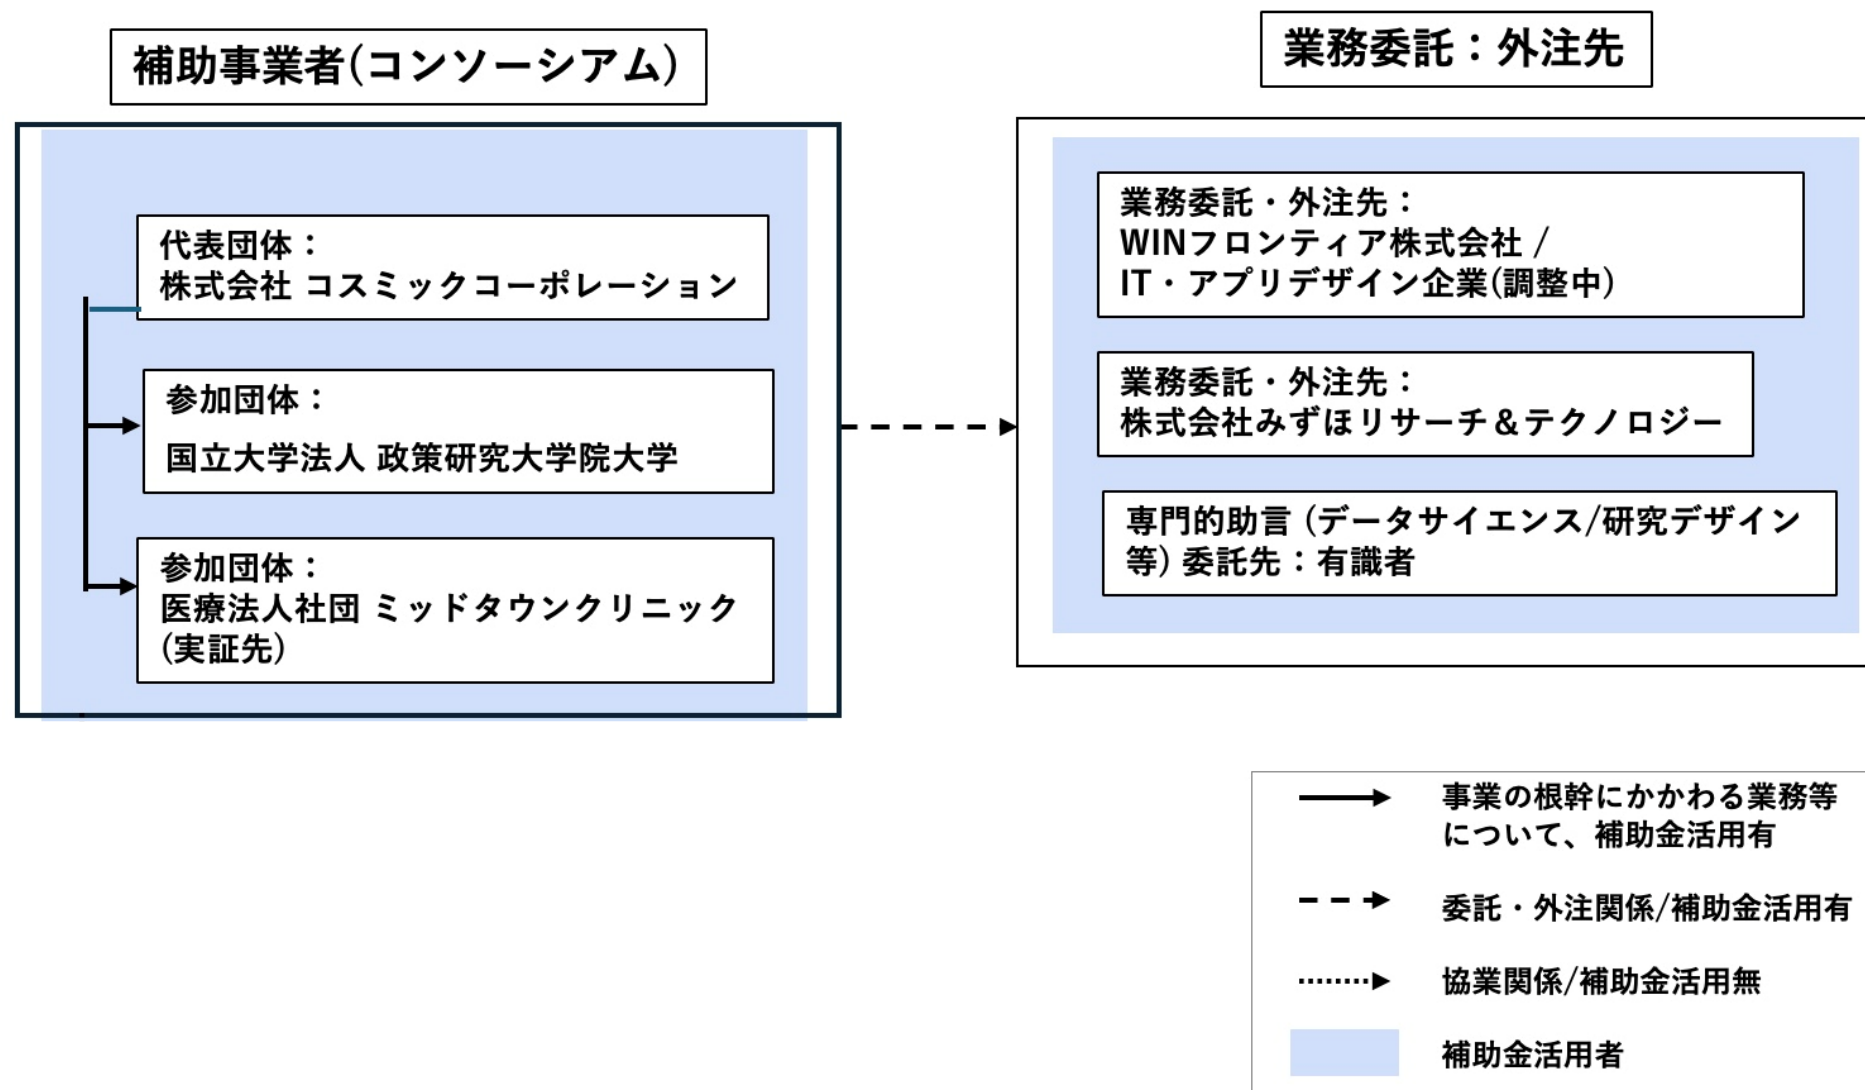 補助事業者(コンソーシアム)
代表団体：
株式会社 コスミックコーポレーション
参加団体：
国立大学法人 政策研究大学院大学
参加団体：
医療法人社団 ミッドタウンクリニック
(実証先)
業務委託：外注先
業務委託・外注先：
WINフロンティア株式会社 /
IT・アプリデザイン企業(調整中)
業務委託・外注先：
株式会社みずほリサーチ＆テクノロジー
専門的助言 (データサイエンス/研究デザイン
等) 委託先：有識者
事業の根幹にかかわる業務等
について、補助金活用有
委託・外注関係/補助金活用有
協業関係/補助金活用無
補助金活用者